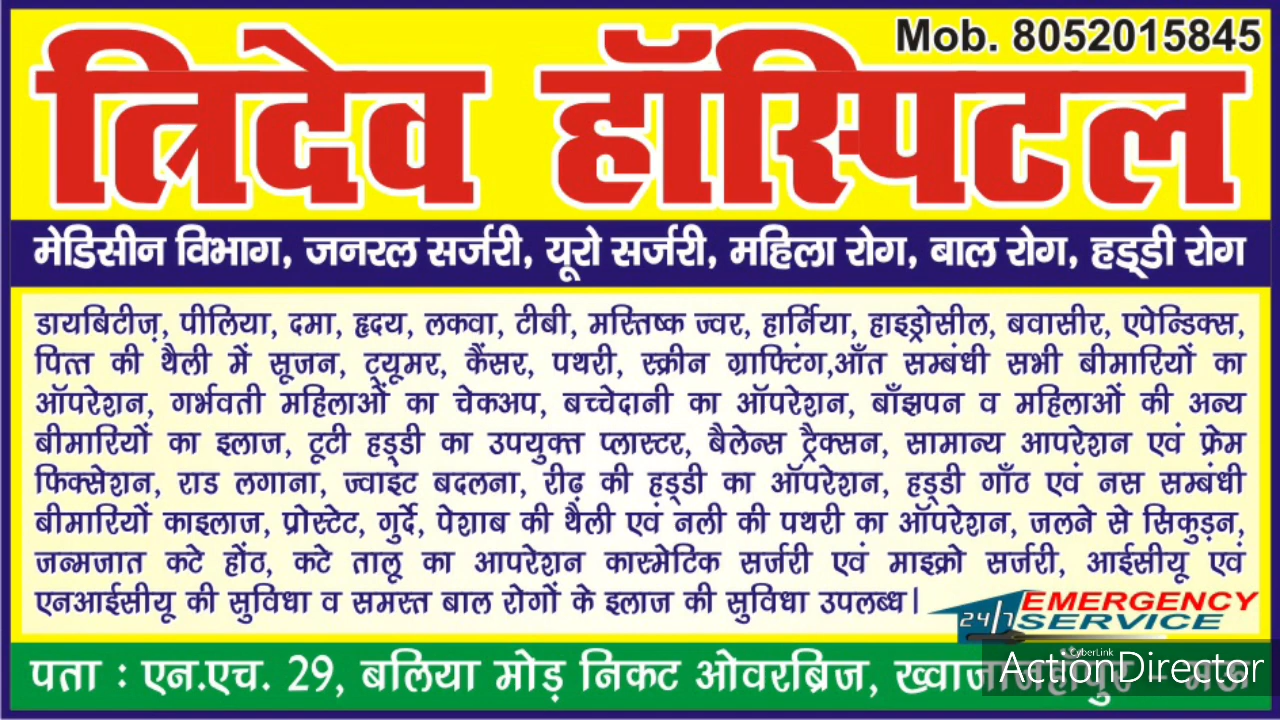 Mob. 8052015845
त्रिदेव हॉस्पिटल
मेडिसीन विभाग, जनरल सर्जरी, यूरो सर्जरी, महिला रोग, बाल रोग, हड्डी रोग
डायबिटीज़, पीलिया, दमा, हृदय, लकवा, टीबी, मस्तिष्क ज्वर, हार्निया, हाइड्रोसील, बवासीर, एपेन्डिक्स,
पित्त की थैली में सूजन, ट्यूमर, कैंसर, पथरी, स्क्रीन ग्राफ्टिंग,आँत सम्बंधी सभी बीमारियों का
ऑपरेशन, गर्भवती महिलाओं का चेकअप, बच्चेदानी का ऑपरेशन, बाँझपन व महिलाओं की अन्य
बीमारियों का इलाज, टूटी हड्डी का उपयुक्त प्लास्टर, बैलेन्स ट्रैक्सन, सामान्य आपरेशन एवं फ्रेम
फिक्सेशन, राड लगाना, ज्वाइट बदलना, रीढ़ की हड्डी का ऑपरेशन, हड्डी गाँठ एवं नस सम्बंधी
बीमारियों काइलाज, प्रोस्टेट, गुर्दे, पेशाब की थैली एवं नली की पथरी का ऑपरेशन, जलने से सिकुड़न,
जन्मजात कटे होंठ, कटे तालू का आपरेशन कास्मेटिक सर्जरी एवं माइक्रो सर्जरी, आईसीयू एवं
एनआईसीयू की सुविधा व समस्त बाल रोगों के इलाज की सुविधा उपलब्ध।
24/7 EMERGENCY SERVICE
पता : एन.एच. 29, बलिया मोड़ निकट ओवरब्रिज,
CyberLink
ActionDirector